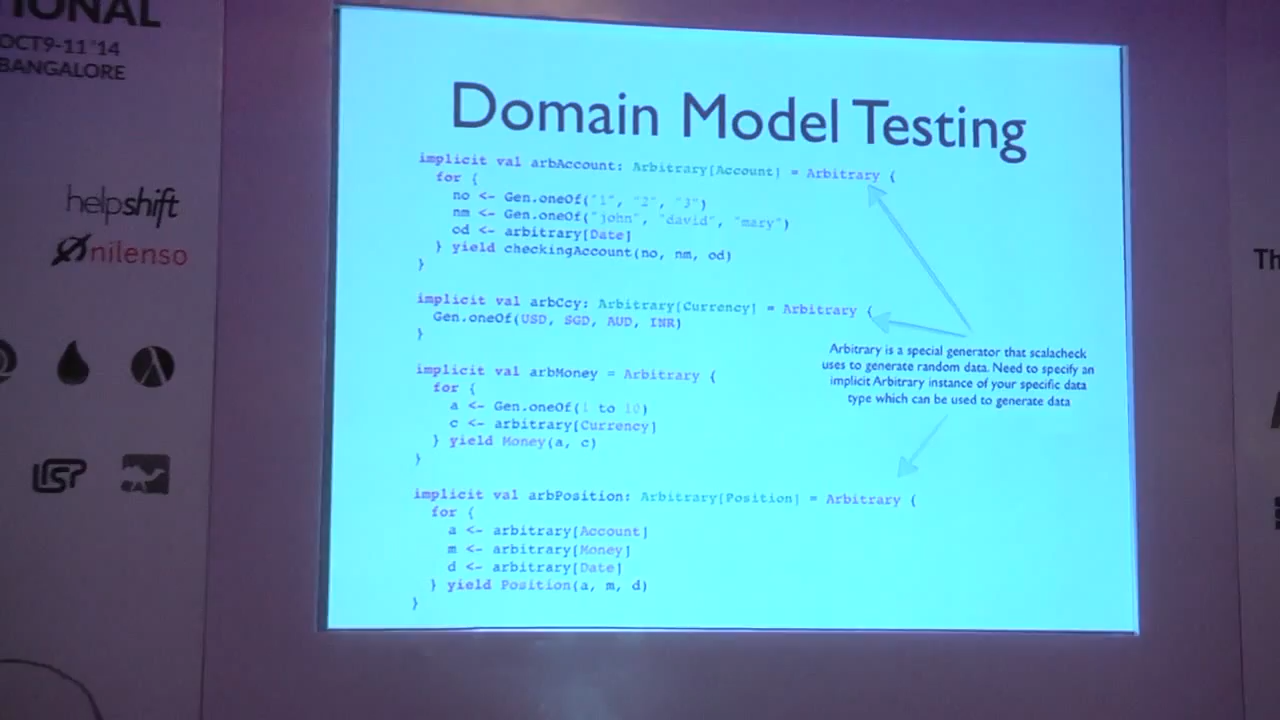 IONAL
OCT9-11'14
BANGALORE
helpshift
nilenso
Domain Model Testing
implicit val arbAccount: Arbitrary[Account] = Arbitrary {
for {
no <- Gen.oneOf("1", "2", "3")
nm <- Gen.oneOf("john", "david", "mary")
od <- arbitrary[Date]
} yield checkingAccount(no, nm, od)
}
implicit val arbCcy: Arbitrary[Currency] = Arbitrary {
Gen.oneOf(USD, SGD, AUD, INR)
}
implicit val arbMoney = Arbitrary {
for {
a <- Gen.oneOf(1 to 10)
c <- arbitrary[Currency]
} yield Money(a, c)
}
implicit val arbPosition: Arbitrary[Position] = Arbitrary {
for {
a <- arbitrary[Account]
m <- arbitrary[Money]
d <- arbitrary[Date]
} yield Position(a, m, d)
}
Arbitrary is a special generator that scalacheck
uses to generate random data. Need to specify an
implicit Arbitrary instance of your specific data
type which can be used to generate data
Th